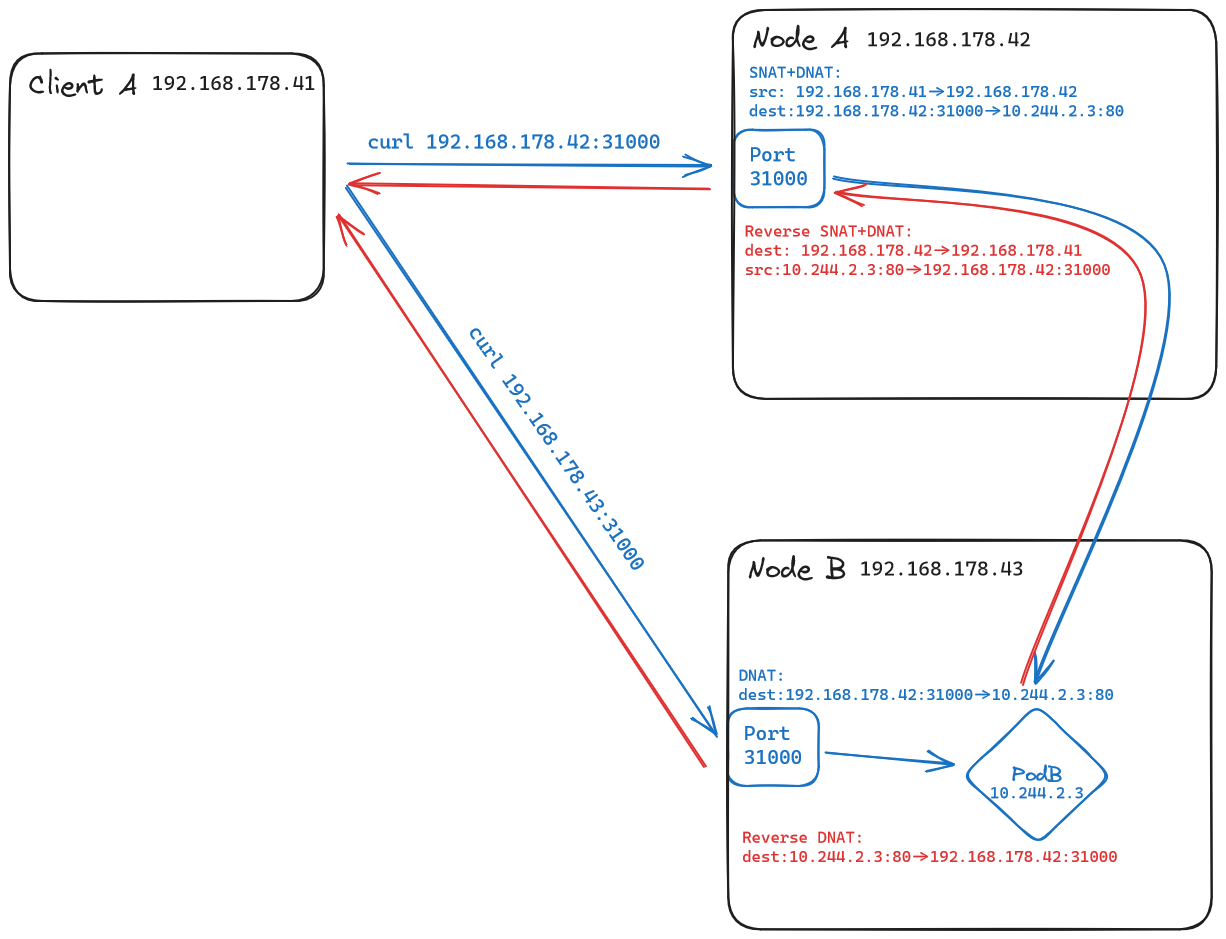 Client A 192.168.178.41
curl 192.168.178.42:31000
Node A 192.168.178.42
SNAT+DNAT:
src: 192.168.178.41→192.168.178.42
dest:192.168.178.42:31000→10.244.2.3:80
Port
31000
Reverse SNAT+DNAT:
dest: 192.168.178.42→192.168.178.41
src:10.244.2.3:80→192.168.178.42:31000
curl 192.168.178.43:31000
Node B 192.168.178.43
DNAT:
dest:192.168.178.42:31000→10.244.2.3:80
Port
31000
PodB
10.244.2.3
Reverse DNAT:
dest:10.244.2.3:80→192.168.178.42:31000